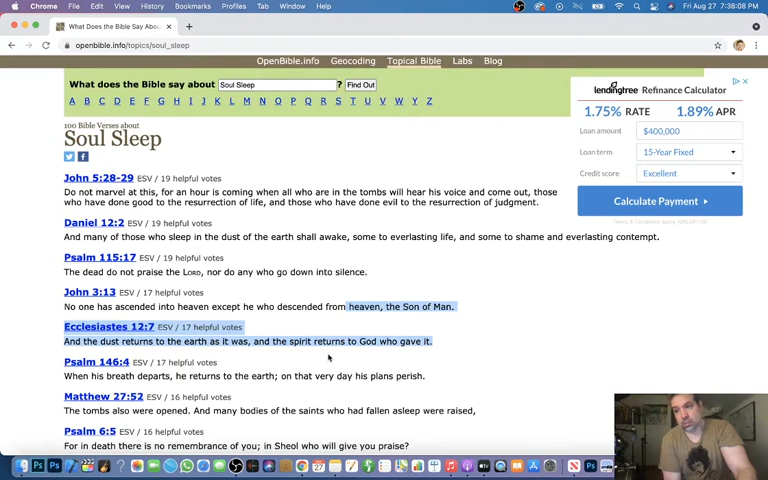 Chrome File Edit View History Bookmarks Profiles Tab Window Help Fri Aug 27 7:38:08 PM
What Does the Bible Say Abou
openbible.info/topics/soul_sleep
OpenBible.info Geocoding Topical Bible Labs Blog
What does the Bible say about Soul Sleep ? Find Out
A B C D E F G H I J K L M N O P Q R S T U V W Y Z
100 Bible Verses about
Soul Sleep
John 5:28-29 ESV / 19 helpful votes
Do not marvel at this, for an hour is coming when all who are in the tombs will hear his voice and come out, those
who have done good to the resurrection of life, and those who have done evil to the resurrection of judgment.
Daniel 12:2 ESV / 19 helpful votes
And many of those who sleep in the dust of the earth shall awake, some to everlasting life, and some to shame and everlasting contempt.
Psalm 115:17 ESV / 19 helpful votes
The dead do not praise the LORD, nor do any who go down into silence.
John 3:13 ESV / 17 helpful votes
No one has ascended into heaven except he who descended from heaven, the Son of Man.
Ecclesiastes 12:7 ESV / 17 helpful votes
And the dust returns to the earth as it was, and the spirit returns to God who gave it.
Psalm 146:4 ESV / 17 helpful votes
When his breath departs, he returns to the earth; on that very day his plans perish.
Matthew 27:52 ESV / 16 helpful votes
The tombs also were opened. And many bodies of the saints who had fallen asleep were raised,
Psalm 6:5 ESV / 16 helpful votes
For in death there is no remembrance of you; in Sheol who will give you praise?
lendingtree Refinance Calculator
1.75% RATE 1.89% APR
Loan amount $400,000
Loan term 15-Year Fixed
Credit score Excellent
Calculate Payment